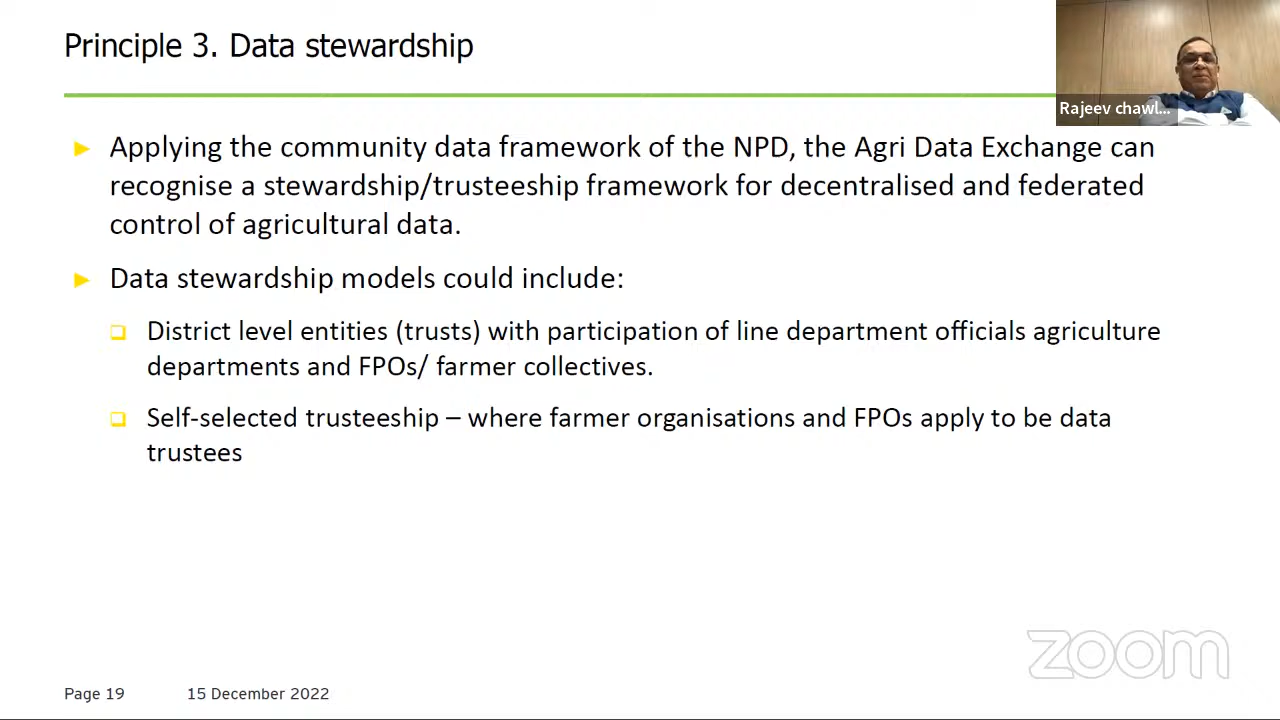 Principle 3. Data stewardship
Rajeev chawl...
Applying the community data framework of the NPD, the Agri Data Exchange can
recognise a stewardship/trusteeship framework for decentralised and federated
control of agricultural data.
Data stewardship models could include:
District level entities (trusts) with participation of line department officials agriculture
departments and FPOs/ farmer collectives.
Self-selected trusteeship – where farmer organisations and FPOs apply to be data
trustees
zoom
Page 19 15 December 2022